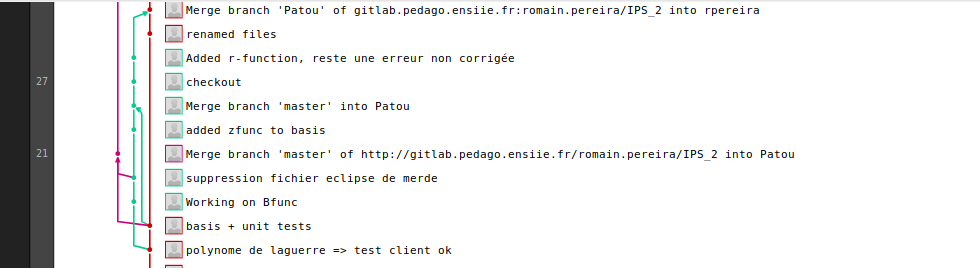 Merge branch 'Patou' of gitlab.pedago.ensiie.fr:romain.pereira/IPS_2 into rpereira
renamed files
Added r-function, reste une erreur non corrigée
27 checkout
Merge branch 'master' into Patou
added zfunc to basis
21 Merge branch 'master' of http://gitlab.pedago.ensiie.fr/romain.pereira/IPS_2 into Patou
suppression fichier eclipse de merde
Working on Bfunc
basis + unit tests
polynome de laguerre => test client ok